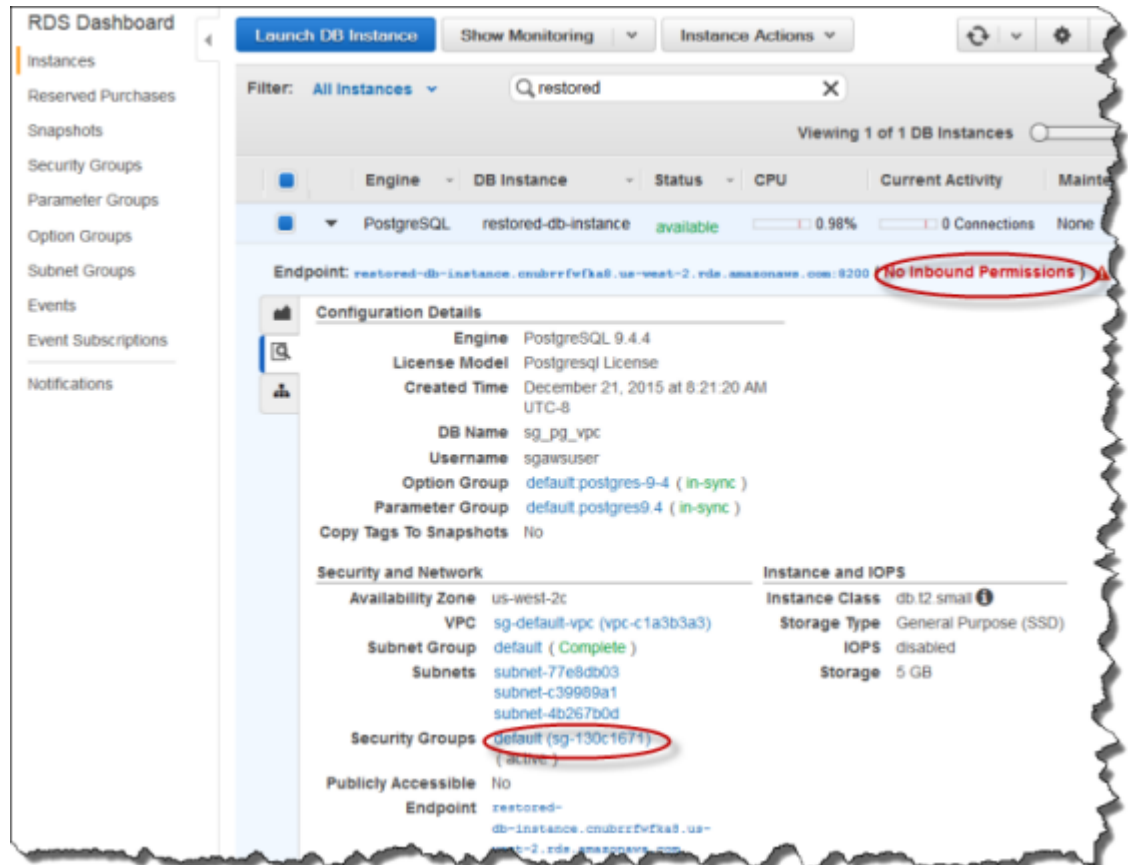 RDS Dashboard
Instances
Reserved Purchases
Snapshots
Security Groups
Parameter Groups
Option Groups
Subnet Groups
Events
Event Subscriptions
Notifications
Launch DB Instance Show Monitoring Instance Actions
Filter: All Instances restored
Viewing 1 of 1 DB Instances
Engine DB Instance Status CPU Current Activity Mainte
PostgreSQL restored-db-instance available 0.98% 0 Connections None
Endpoint: restored-db-instance.cnubrrfwfka8.us-west-2.rds.amazonaws.com:8200 ( No Inbound Permissions )
Configuration Details
Engine PostgreSQL 9.4.4
License Model Postgresql License
Created Time December 21, 2015 at 8:21:20 AM
UTC-8
DB Name sg_pg_vpc
Username sgawsuser
Option Group default:postgres-9-4 ( in-sync )
Parameter Group default.postgres9.4 ( in-sync )
Copy Tags To Snapshots No
Security and Network Instance and IOPS
Availability Zone us-west-2c Instance Class db.t2.small
VPC sg-default-vpc (vpc-c1a3b3a3) Storage Type General Purpose (SSD)
Subnet Group default ( Complete ) IOPS disabled
Subnets subnet-77e8db03 Storage 5 GB
subnet-c39989a1
subnet-4b267b0d
Security Groups default (sg-130c1671)
( active )
Publicly Accessible No
Endpoint restored-
db-instance.cnubrrfwfka8.us-
west-2.rds.amazonaws.com